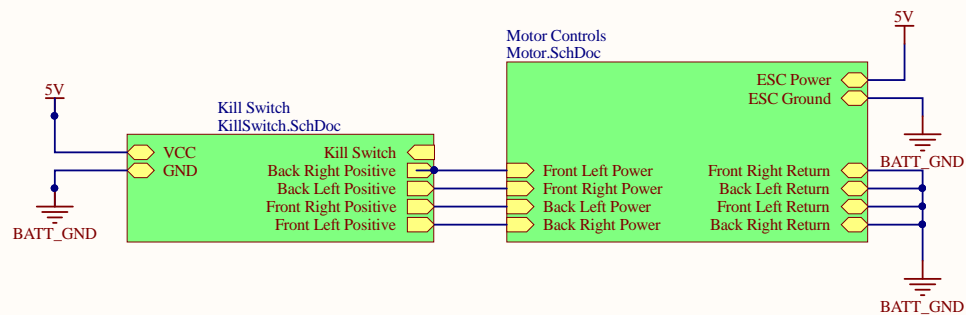 5V
Motor Controls
Motor.SchDoc
ESC Power
ESC Ground
BATT_GND
5V
Kill Switch
KillSwitch.SchDoc
VCC
GND
BATT_GND
Kill Switch
Back Right Positive
Back Left Positive
Front Right Positive
Front Left Positive
Front Left Power
Front Right Power
Back Left Power
Back Right Power
Front Right Return
Back Left Return
Front Left Return
Back Right Return
BATT_GND